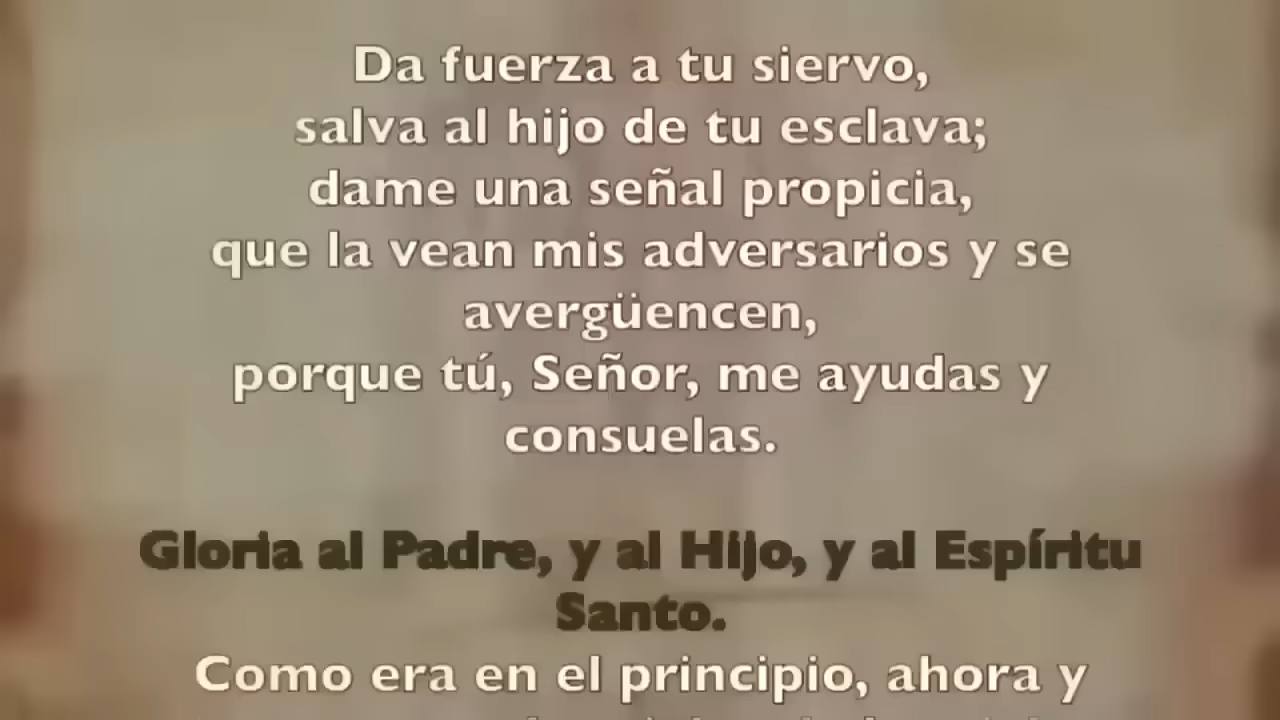 Da fuerza a tu siervo,
salva al hijo de tu esclava;
dame una señal propicia,
que la vean mis adversarios y se
avergüencen,
porque tú, Señor, me ayudas y
consuelas.
Gloria al Padre, y al Hijo, y al Espíritu
Santo.
Como era en el principio, ahora y